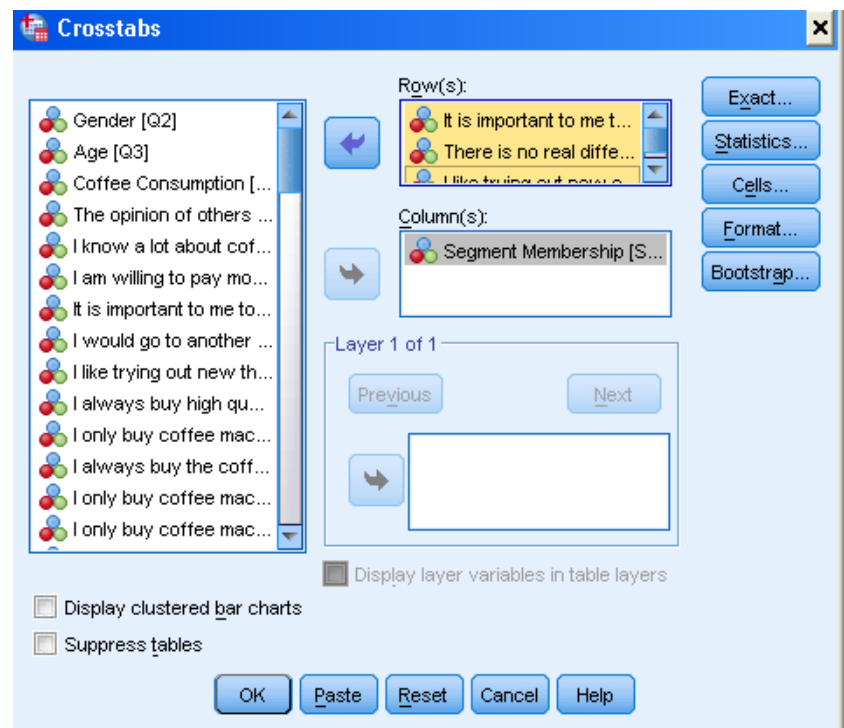 Crosstabs
Gender [Q2]
Age [Q3]
Coffee Consumption [...
The opinion of others ...
I know a lot about cof...
I am willing to pay mo...
It is important to me to...
I would go to another ...
I like trying out new th...
I always buy high qu...
I only buy coffee mac...
I always buy the coff...
I only buy coffee mac...
I only buy coffee mac...
Row(s):
It is important to me t...
There is no real diffe...
I like trying out new e...
Column(s):
Segment Membership [S...
Layer 1 of 1
Previous
Next
Display layer variables in table layers
Exact...
Statistics...
Cells...
Format...
Bootstrap...
Display clustered bar charts
Suppress tables
OK
Paste
Reset
Cancel
Help